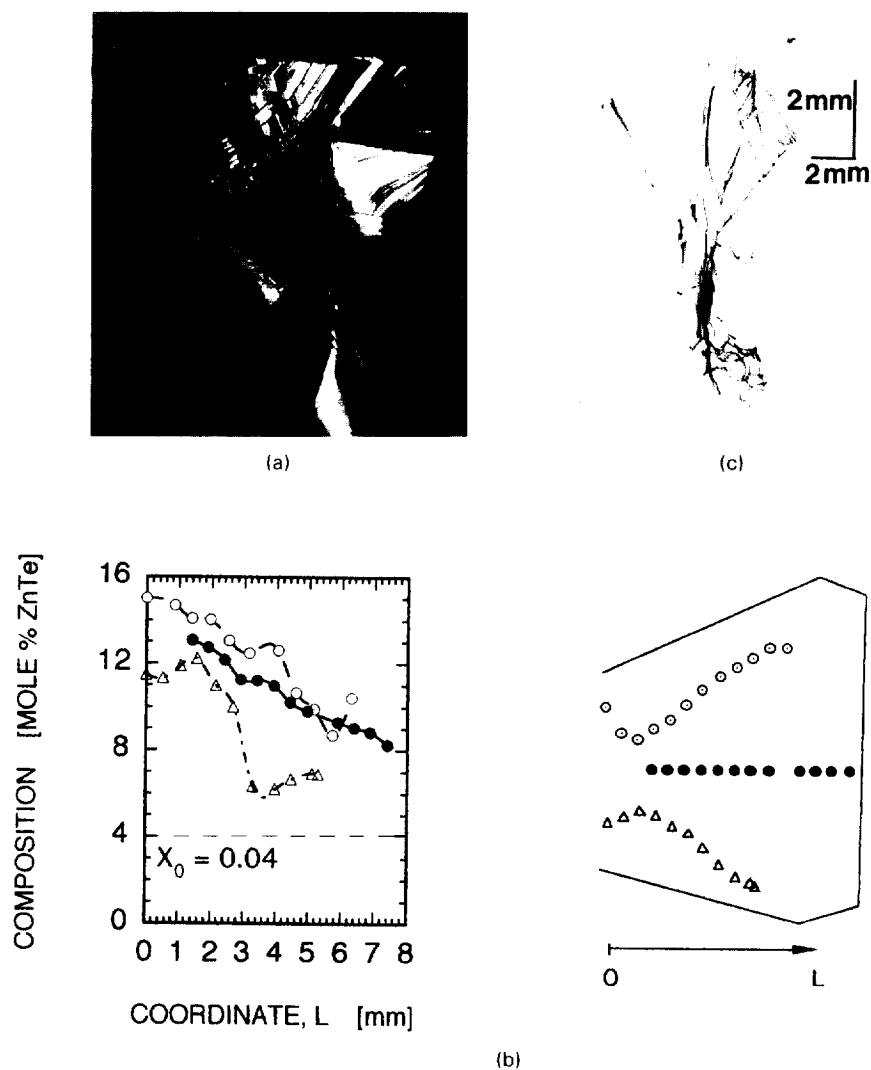 2mm
2mm
(a)
(c)
COMPOSITION [MOLE % ZnTe]
16
12
8
4
0
X₀ = 0.04
0 1 2 3 4 5 6 7 8
COORDINATE, L [mm]
O L
(b)